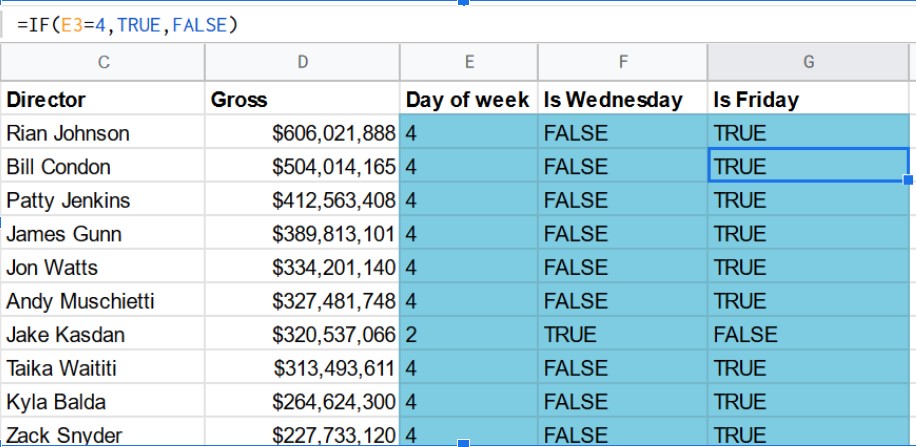 =IF(E3=4,TRUE,FALSE)
C D E F G
Director Gross Day of week Is Wednesday Is Friday
Rian Johnson $606,021,888 4 FALSE TRUE
Bill Condon $504,014,165 4 FALSE TRUE
Patty Jenkins $412,563,408 4 FALSE TRUE
James Gunn $389,813,101 4 FALSE TRUE
Jon Watts $334,201,140 4 FALSE TRUE
Andy Muschietti $327,481,748 4 FALSE TRUE
Jake Kasdan $320,537,066 2 TRUE FALSE
Taika Waititi $313,493,611 4 FALSE TRUE
Kyla Balda $264,624,300 4 FALSE TRUE
Zack Snyder $227,733,120 4 FALSE TRUE